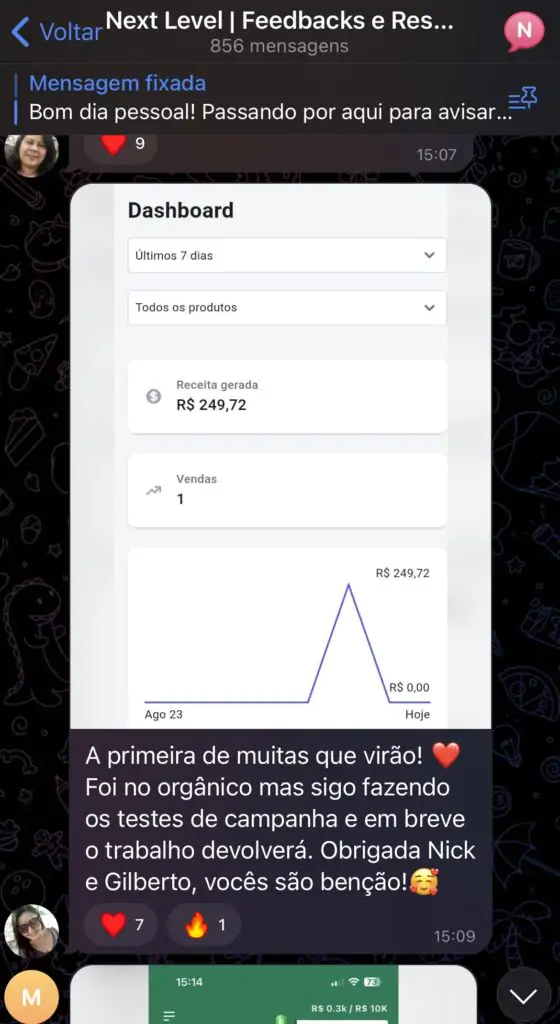 Voltar
Next Level | Feedbacks e Res...
856 mensagens
N
Mensagem fixada
Bom dia pessoal! Passando por aqui para avisar...
9
15:07
Dashboard
Últimos 7 dias
Todos os produtos
Receita gerada
R$ 249,72
Vendas
1
R$ 249,72
R$ 0,00
Ago 23
Hoje
A primeira de muitas que virão! ❤️
Foi no orgânico mas sigo fazendo
os testes de campanha e em breve
o trabalho devolverá. Obrigada Nick
e Gilberto, vocês são benção!🥰
❤️ 7 🔥 1
15:09
M
15:14
73
R$ 0.3k / R$ 10K